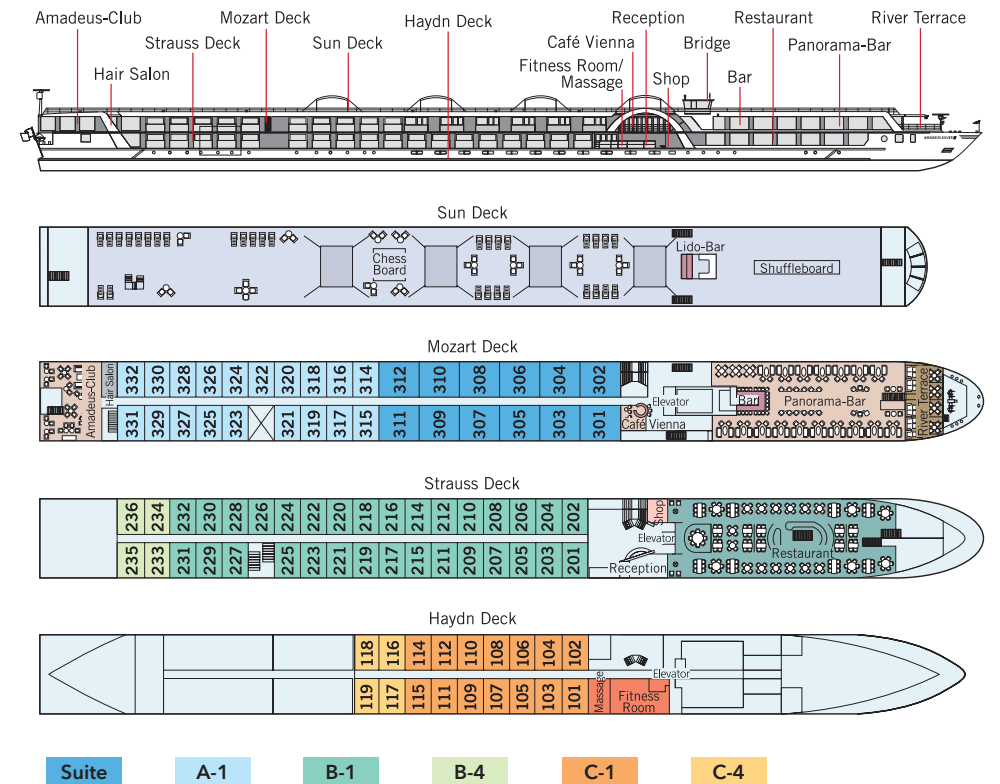 Amadeus-Club
Mozart Deck
Haydn Deck
Reception
Restaurant
River Terrace
Strauss Deck
Sun Deck
Café Vienna
Bridge
Panorama-Bar
Hair Salon
Fitness Room/
Massage
Shop
Bar
AMADEUS SILVER
Sun Deck
Chess
Board
Lido-Bar
Shuffleboard
Mozart Deck
Amadeus-Club
Hair Salon
332 330 328 326 324 322 320 318 316 314 312 310 308 306 304 302
331 329 327 325 323 321 319 317 315 311 309 307 305 303 301
Elevator
Café Vienna
Bar
Panorama-Bar
River Terrace
Strauss Deck
236 234 232 230 228 226 224 222 220 218 216 214 212 210 208 206 204 202
235 233 231 229 227 225 223 221 219 217 215 211 209 207 205 203 201
Shop
Elevator
Reception
Restaurant
Haydn Deck
118 116 114 112 110 108 106 104 102
119 117 115 111 109 107 105 103 101
Elevator
Massage
Fitness
Room
Suite
A-1
B-1
B-4
C-1
C-4